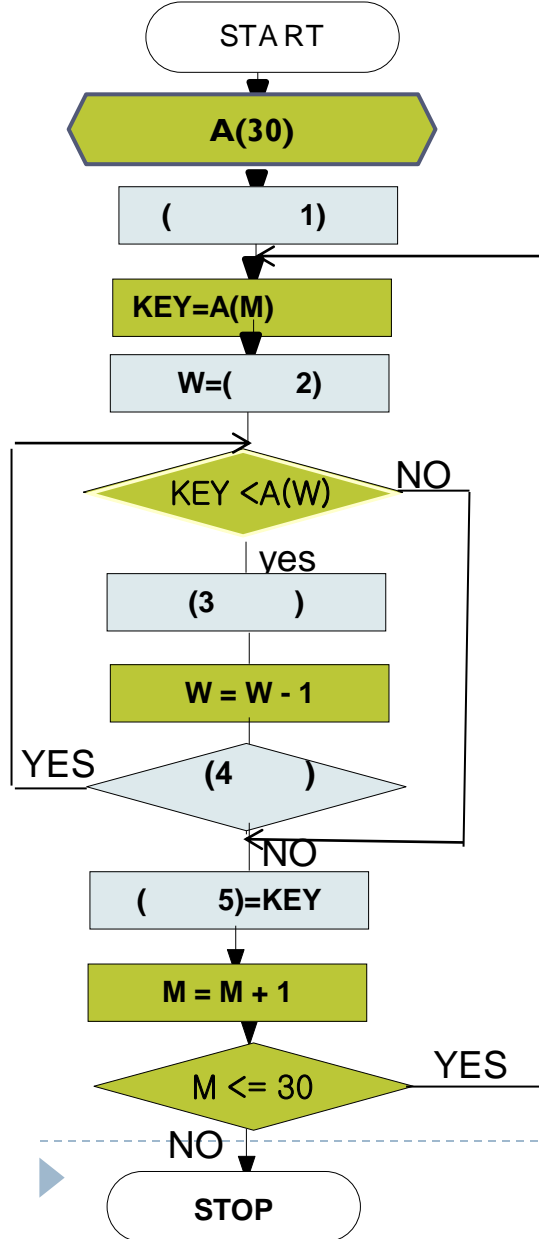 START
A(30)
( 1)
KEY=A(M)
W=( 2)
KEY <A(W)
NO
yes
(3 )
W = W - 1
YES
(4 )
NO
( 5)=KEY
M = M + 1
M <= 30
YES
NO
STOP